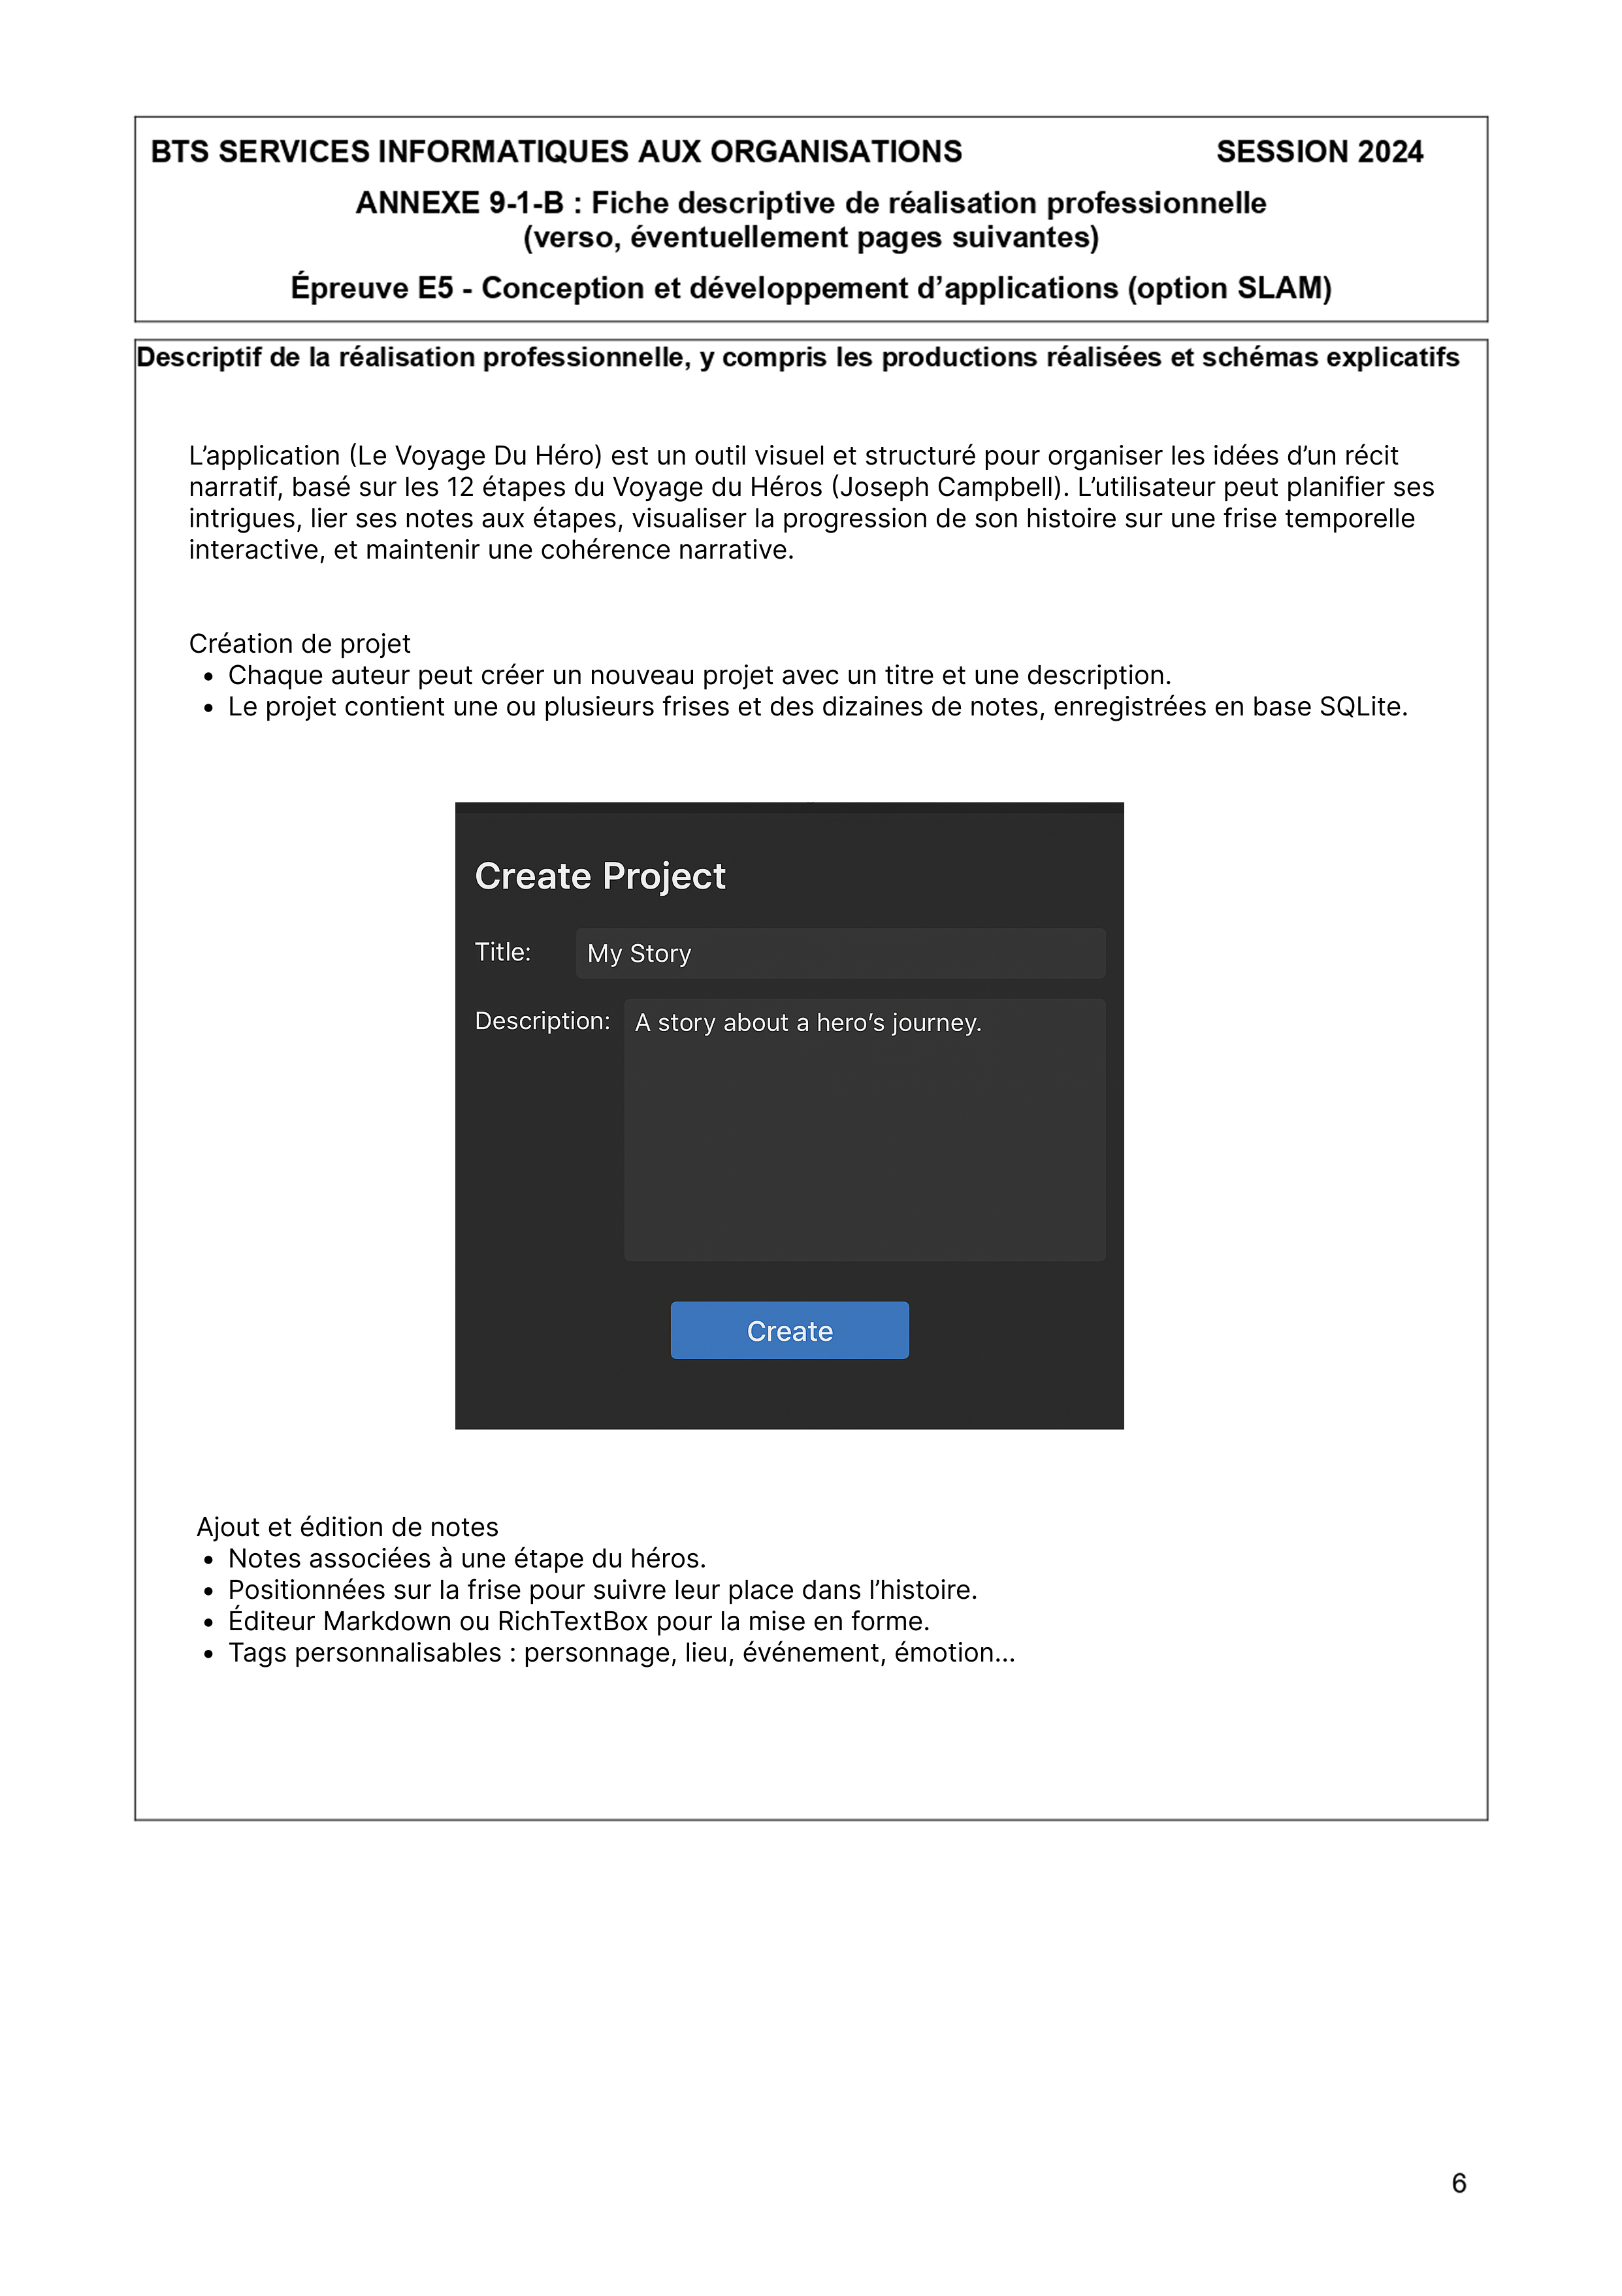 BTS SERVICES INFORMATIQUES AUX ORGANISATIONS SESSION 2024
ANNEXE 9-1-B : Fiche descriptive de réalisation professionnelle
(verso, éventuellement pages suivantes)
Épreuve E5 - Conception et développement d’applications (option SLAM)
Descriptif de la réalisation professionnelle, y compris les productions réalisées et schémas explicatifs
L’application (Le Voyage Du Héro) est un outil visuel et structuré pour organiser les idées d’un récit
narratif, basé sur les 12 étapes du Voyage du Héros (Joseph Campbell). L’utilisateur peut planifier ses
intrigues, lier ses notes aux étapes, visualiser la progression de son histoire sur une frise temporelle
interactive, et maintenir une cohérence narrative.
Création de projet
• Chaque auteur peut créer un nouveau projet avec un titre et une description.
• Le projet contient une ou plusieurs frises et des dizaines de notes, enregistrées en base SQLite.
Create Project
Title: My Story
Description: A story about a hero’s journey.
Create
Ajout et édition de notes
• Notes associées à une étape du héros.
• Positionnées sur la frise pour suivre leur place dans l’histoire.
• Éditeur Markdown ou RichTextBox pour la mise en forme.
• Tags personnalisables : personnage, lieu, événement, émotion…
6